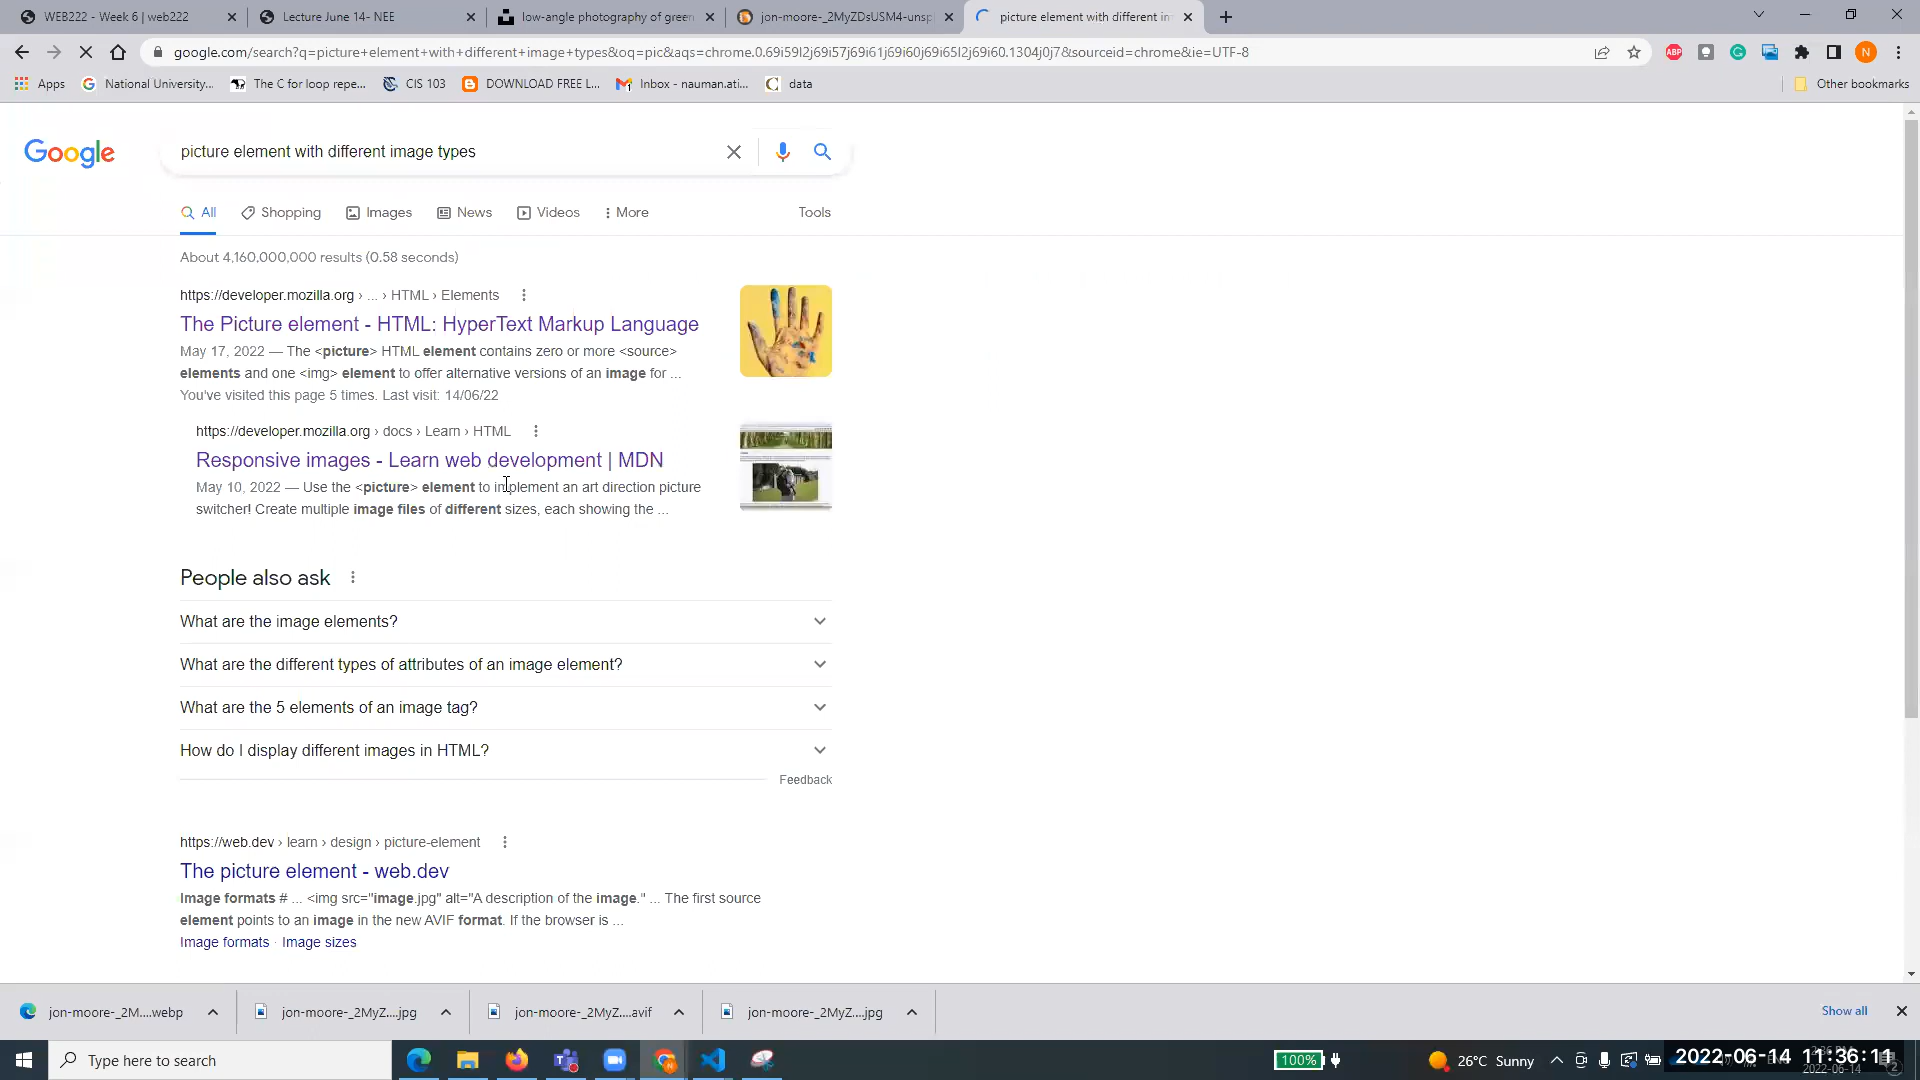 WEB222 - Week 6 | web222
Lecture June 14- NEE
low-angle photography of green
jon-moore-_2MyZDsUSM4-unsp
picture element with different im
google.com/search?q=picture+element+with+different+image+types&oq=pic&aqs=chrome.0.69i59l2j69i57j69i61j69i60j69i65l2j69i60.1304j0j7&sourceid=chrome&ie=UTF-8
Apps
National University...
The C for loop repe...
CIS 103
DOWNLOAD FREE L...
Inbox - nauman.ati...
data
Other bookmarks
Google
picture element with different image types
All
Shopping
Images
News
Videos
More
Tools
About 4,160,000,000 results (0.58 seconds)
https://developer.mozilla.org › ... › HTML › Elements
The Picture element - HTML: HyperText Markup Language
May 17, 2022 — The <picture> HTML element contains zero or more <source>
elements and one <img> element to offer alternative versions of an image for ...
You've visited this page 5 times. Last visit: 14/06/22
https://developer.mozilla.org › docs › Learn › HTML
Responsive images - Learn web development | MDN
May 10, 2022 — Use the <picture> element to implement an art direction picture
switcher! Create multiple image files of different sizes, each showing the ...
People also ask
What are the image elements?
What are the different types of attributes of an image element?
What are the 5 elements of an image tag?
How do I display different images in HTML?
Feedback
https://web.dev › learn › design › picture-element
The picture element - web.dev
Image formats # ... <img src="image.jpg" alt="A description of the image." ... The first source
element points to an image in the new AVIF format. If the browser is ...
Image formats · Image sizes
jon-moore-_2M....webp
jon-moore-_2MyZ....jpg
jon-moore-_2MyZ....avif
jon-moore-_2MyZ....jpg
Show all
Type here to search
100%
26°C Sunny
2022-06-14 11:36:11
2022-06-14